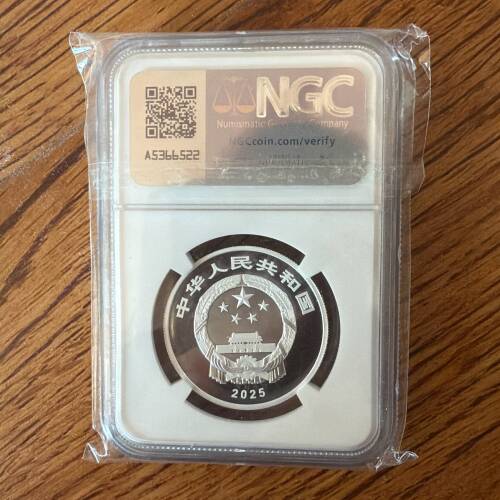 NGC
Numismatic Guaranty Company
NGCcoin.com/verify
A5366522
中华人民共和国
2025